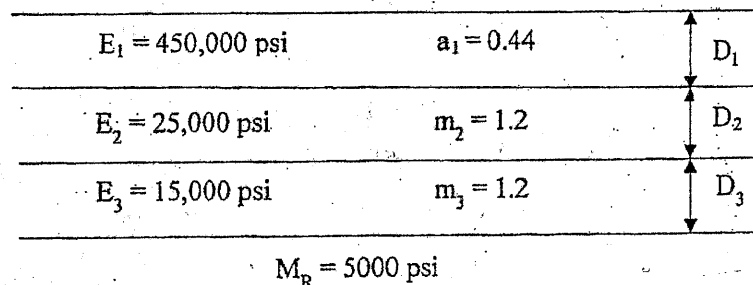 E₁ = 450,000 psi a₁ = 0.44 D₁
E₂ = 25,000 psi m₂ = 1.2 D₂
E₃ = 15,000 psi m₃ = 1.2 D₃
M_R = 5000 psi